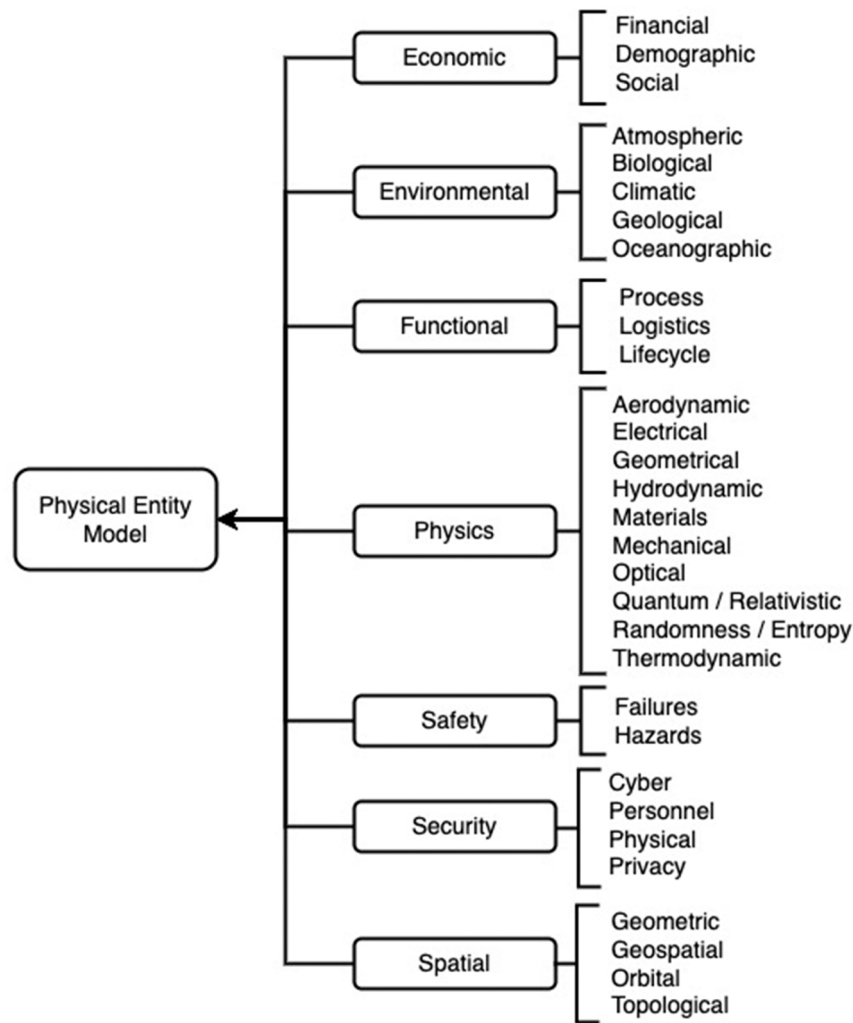 Economic
Financial
Demographic
Social
Environmental
Atmospheric
Biological
Climatic
Geological
Oceanographic
Functional
Process
Logistics
Lifecycle
Physical Entity
Model
Physics
Aerodynamic
Electrical
Geometrical
Hydrodynamic
Materials
Mechanical
Optical
Quantum / Relativistic
Randomness / Entropy
Thermodynamic
Safety
Failures
Hazards
Security
Cyber
Personnel
Physical
Privacy
Spatial
Geometric
Geospatial
Orbital
Topological